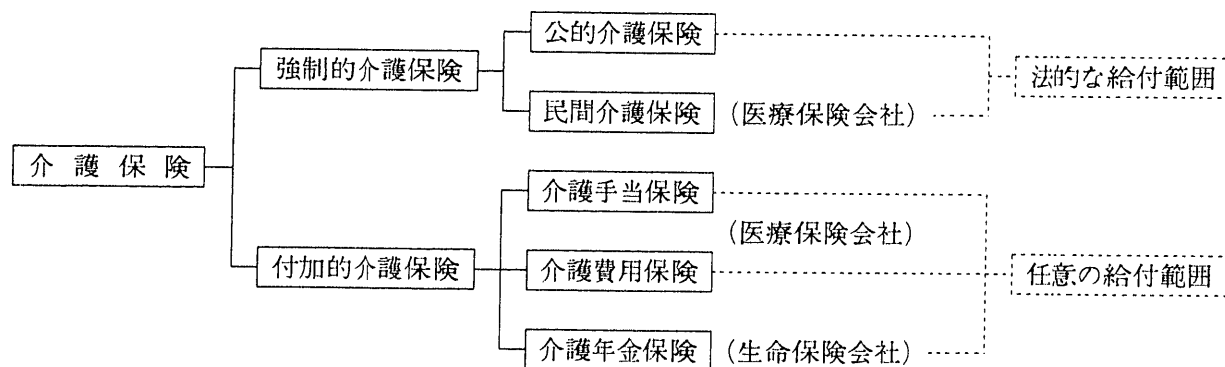 公的介護保険
強制的介護保険
法的な給付範囲
民間介護保険 (医療保険会社)
介護保険
介護手当保険
(医療保険会社)
付加的介護保険
介護費用保険
任意の給付範囲
介護年金保険 (生命保険会社)